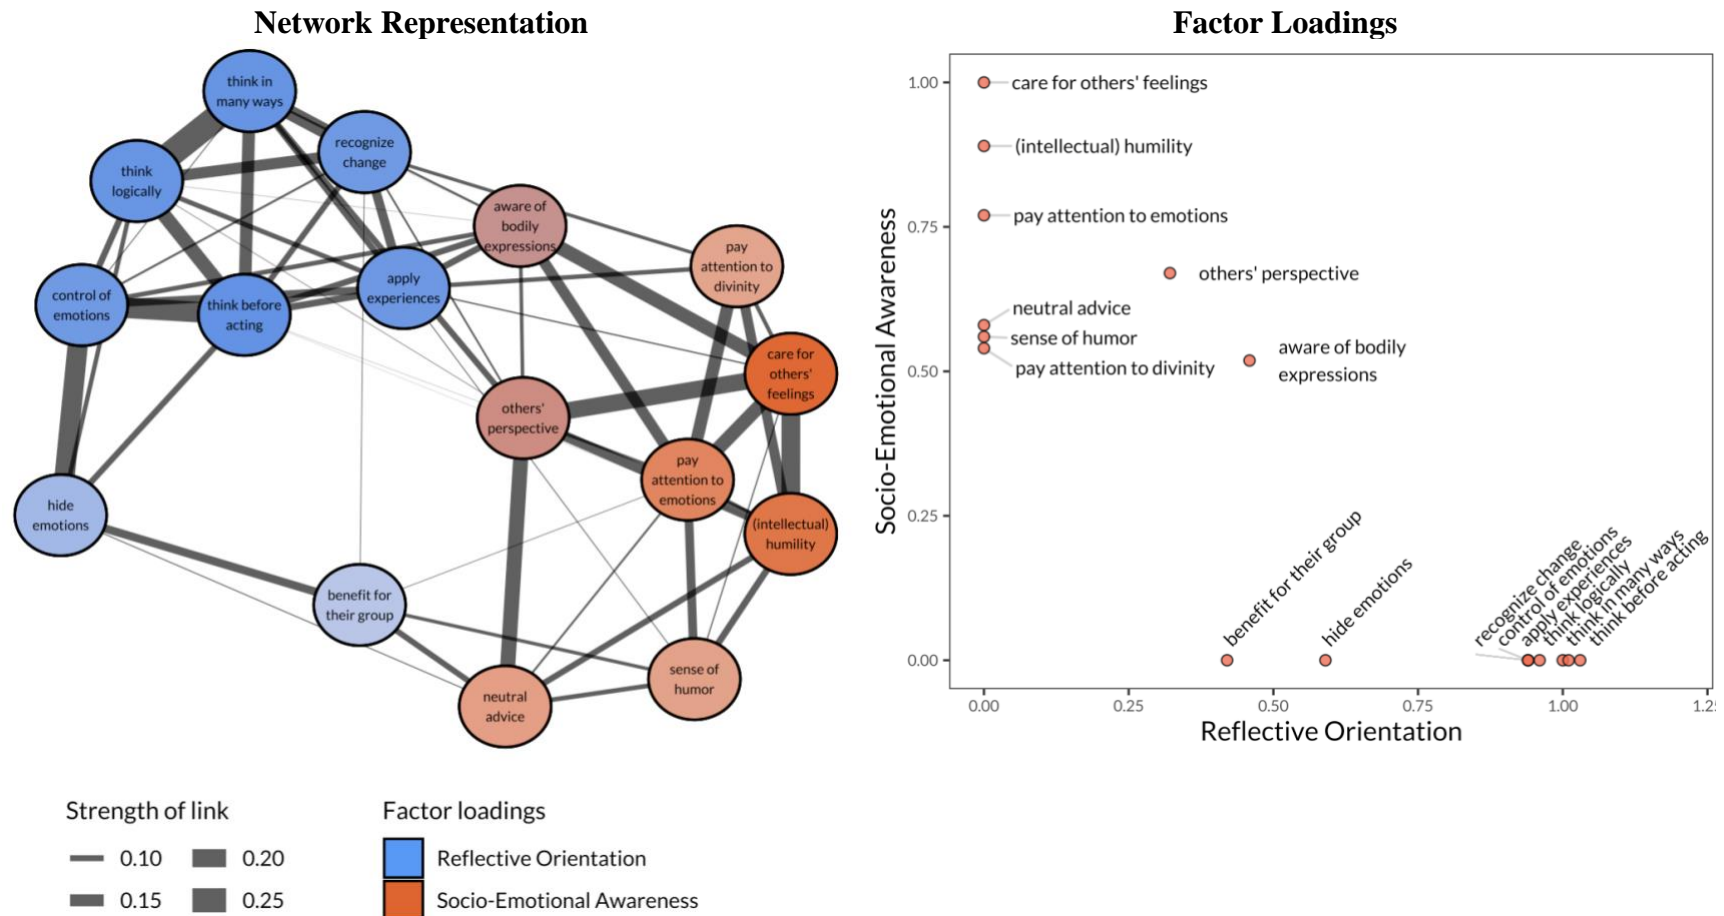 Network Representation
think in
many ways
recognize
change
think
logically
aware of
bodily
expressions
pay
attention to
divinity
apply
experiences
control of
emotions
think before
acting
care for
others'
feelings
others'
perspective
pay
attention to
emotions
hide
emotions
(intellectual)
humility
benefit for
their group
sense of
humor
neutral
advice
Strength of link
0.10
0.20
0.15
0.25
Factor loadings
Reflective Orientation
Socio-Emotional Awareness
Factor Loadings
Socio-Emotional Awareness
1.00
0.75
0.50
0.25
0.00
care for others' feelings
(intellectual) humility
pay attention to emotions
others' perspective
neutral advice
sense of humor
pay attention to divinity
aware of bodily
expressions
benefit for their group
hide emotions
recognize change
control of emotions
apply experiences
think logically
think in many ways
think before acting
0.00
0.25
0.50
0.75
1.00
1.2
Reflective Orientation